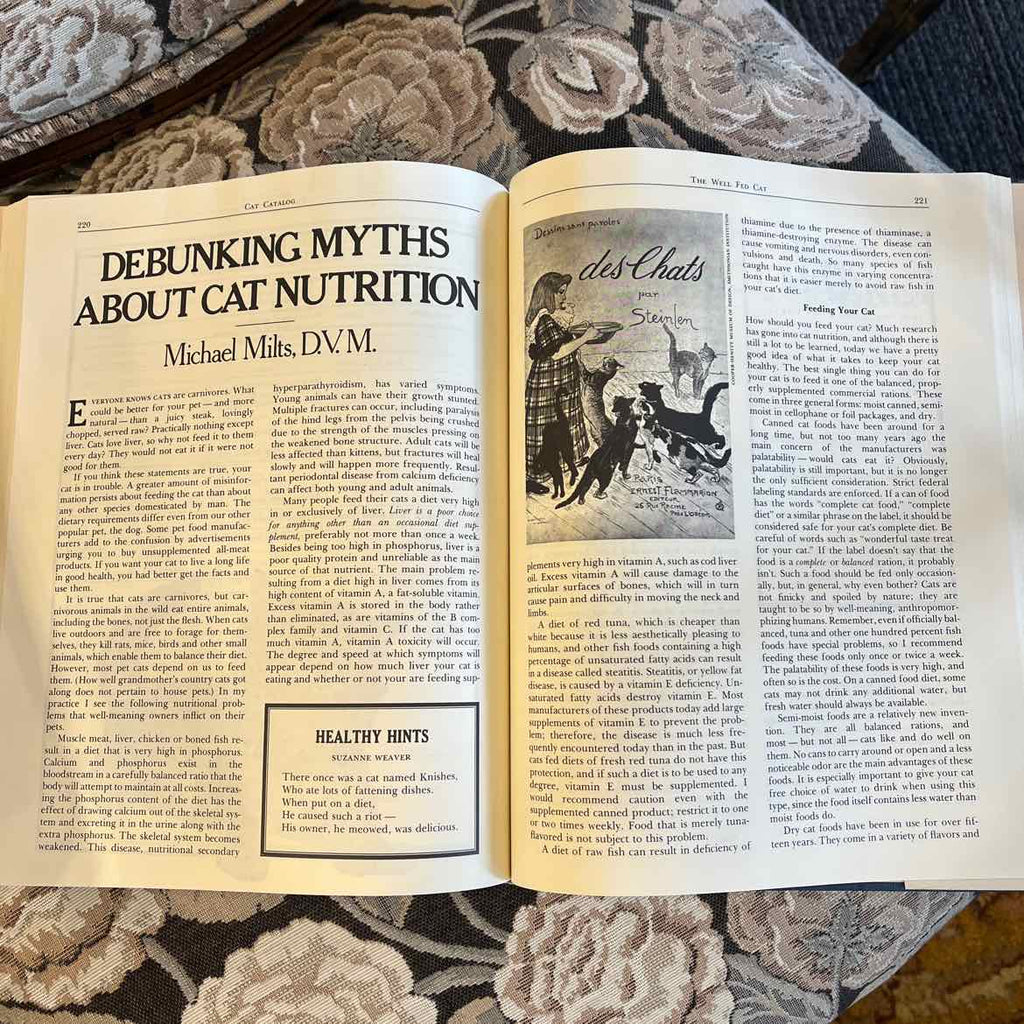 220
CAT CATALOG
DEBUNKING MYTHS
ABOUT CAT NUTRITION
Michael Milts, D.V.M.
EVERYONE KNOWS CATS are carnivores. What
could be better for your pet — and more
natural — than a juicy steak, lovingly
chopped, served raw? Practically nothing except
liver. Cats love liver, so why not feed it to them
every day? They would not eat it if it were not
good for them.
If you think these statements are true, your
cat is in trouble. A greater amount of misinfor-
mation persists about feeding the cat than about
any other species domesticated by man. The
dietary requirements differ even from our other
popular pet, the dog. Some pet food manufac-
turers add to the confusion by advertisements
urging you to buy unsupplemented all-meat
products. If you want your cat to live a long life
in good health, you had better get the facts and
use them.
It is true that cats are carnivores, but car-
nivorous animals in the wild eat entire animals,
including the bones, not just the flesh. When cats
live outdoors and are free to forage for them-
selves, they kill rats, mice, birds and other small
animals, which enable them to balance their diet.
However, most pet cats depend on us to feed
them. (How well grandmother's country cats got
along does not pertain to house pets.) In my
practice I see the following nutritional prob-
lems that well-meaning owners inflict on their
pets.
Muscle meat, liver, chicken or boned fish re-
sult in a diet that is very high in phosphorus.
Calcium and phosphorus exist in the
bloodstream in a carefully balanced ratio that the
body will attempt to maintain at all costs. Increas-
ing the phosphorus content of the diet has the
effect of drawing calcium out of the skeletal sys-
tem and excreting it in the urine along with the
extra phosphorus. The skeletal system becomes
weakened. This disease, nutritional secondary
hyperparathyroidism, has varied symptoms.
Young animals can have their growth stunted.
Multiple fractures can occur, including paralysis
of the hind legs from the pelvis being crushed
due to the strength of the muscles pressing on
the weakened bone structure. Adult cats will be
less affected than kittens, but fractures will heal
slowly and will happen more frequently. Resul-
tant periodontal disease from calcium deficiency
can affect both young and adult animals.
Many people feed their cats a diet very high
in or exclusively of liver. Liver is a poor choice
for anything other than an occasional diet sup-
plement, preferably not more than once a week.
Besides being too high in phosphorus, liver is a
poor quality protein and unreliable as the main
source of that nutrient. The main problem re-
sulting from a diet high in liver comes from its
high content of vitamin A, a fat-soluble vitamin.
Excess vitamin A is stored in the body rather
than eliminated, as are vitamins of the B com-
plex family and vitamin C. If the cat has too
much vitamin A, vitamin A toxicity will occur.
The degree and speed at which symptoms will
appear depend on how much liver your cat is
eating and whether or not you are feeding sup-
HEALTHY HINTS
SUZANNE WEAVER
There once was a cat named Knishes,
Who ate lots of fattening dishes.
When put on a diet,
He caused such a riot —
His owner, he meowed, was delicious.
THE WELL FED CAT
221
Dessins sans paroles
des Chats
par
Steinlen
PARIS
ERNEST FLAMMARION
EDITEUR
26 Rue Racine
Près l'Odéon
COOPER-HEWITT MUSEUM OF DESIGN, SMITHSONIAN INSTITUTION
plements very high in vitamin A, such as cod liver
oil. Excess vitamin A will cause damage to the
articular surfaces of bones, which will in turn
cause pain and difficulty in moving the neck and
limbs.
A diet of red tuna, which is cheaper than
white because it is less aesthetically pleasing to
humans, and other fish foods containing a high
percentage of unsaturated fatty acids can result
in a disease called steatitis. Steatitis, or yellow fat
disease, is caused by a vitamin E deficiency. Un-
saturated fatty acids destroy vitamin E. Most
manufacturers of these products today add large
supplements of vitamin E to prevent the prob-
lem; therefore, the disease is much less fre-
quently encountered today than in the past. But
cats fed diets of fresh red tuna do not have this
protection, and if such a diet is to be used to any
degree, vitamin E must be supplemented. I
would recommend caution even with the
supplemented canned product; restrict it to one
or two times weekly. Food that is merely tuna-
flavored is not subject to this problem.
A diet of raw fish can result in deficiency of
thiamine due to the presence of thiaminase, a
thiamine-destroying enzyme. The disease can
cause vomiting and nervous disorders, even con-
vulsions and death. So many species of fish
caught have this enzyme in varying concentra-
tions that it is easier merely to avoid raw fish in
your cat's diet.
Feeding Your Cat
How should you feed your cat? Much research
has gone into cat nutrition, and although there is
still a lot to be learned, today we have a pretty
good idea of what it takes to keep your cat
healthy. The best single thing you can do for
your cat is to feed it one of the balanced, prop-
erly supplemented commercial rations. These
come in three general forms: moist canned, semi-
moist in cellophane or foil packages, and dry.
Canned cat foods have been around for a
long time, but not too many years ago the
main concern of the manufacturers was
palatability — would cats eat it? Obviously,
palatability is still important, but it is no longer
the only sufficient consideration. Strict federal
labeling standards are enforced. If a can of food
has the words "complete cat food," "complete
diet" or a similar phrase on the label, it should be
considered safe for your cat's complete diet. Be
careful of words such as "wonderful taste treat
for your cat." If the label doesn't say that the
food is a complete or balanced ration, it probably
isn't. Such a food should be fed only occasion-
ally, but, in general, why even bother? Cats are
not finicky and spoiled by nature; they are
taught to be so by well-meaning, anthropomor-
phizing humans. Remember, even if officially bal-
anced, tuna and other one hundred percent fish
foods have special problems, so I recommend
feeding these foods only once or twice a week.
The palatability of these foods is very high, and
often so is the cost. On a canned food diet, some
cats may not drink any additional water, but
fresh water should always be available.
Semi-moist foods are a relatively new inven-
tion. They are all balanced rations, and
most — but not all — cats like and do well on
them. No cans to carry around or open and a less
noticeable odor are the main advantages of these
foods. It is especially important to give your cat
free choice of water to drink when using this
type, since the food itself contains less water than
moist foods do.
Dry cat foods have been in use for over fif-
teen years. They come in a variety of flavors and